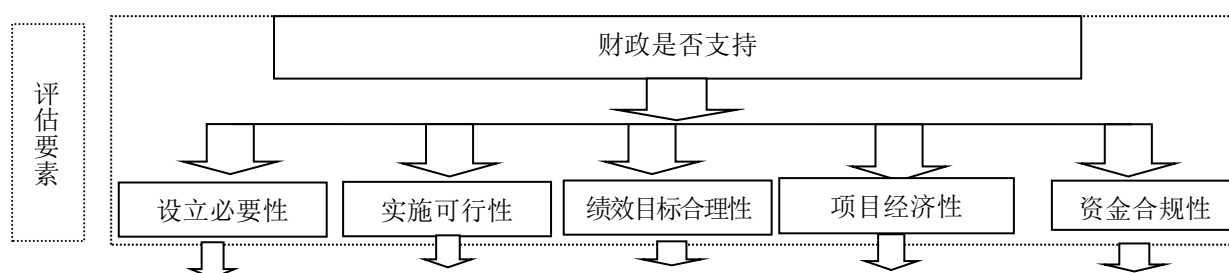 财政是否支持
评估要素
设立必要性
实施可行性
绩效目标合理性
项目经济性
资金合规性